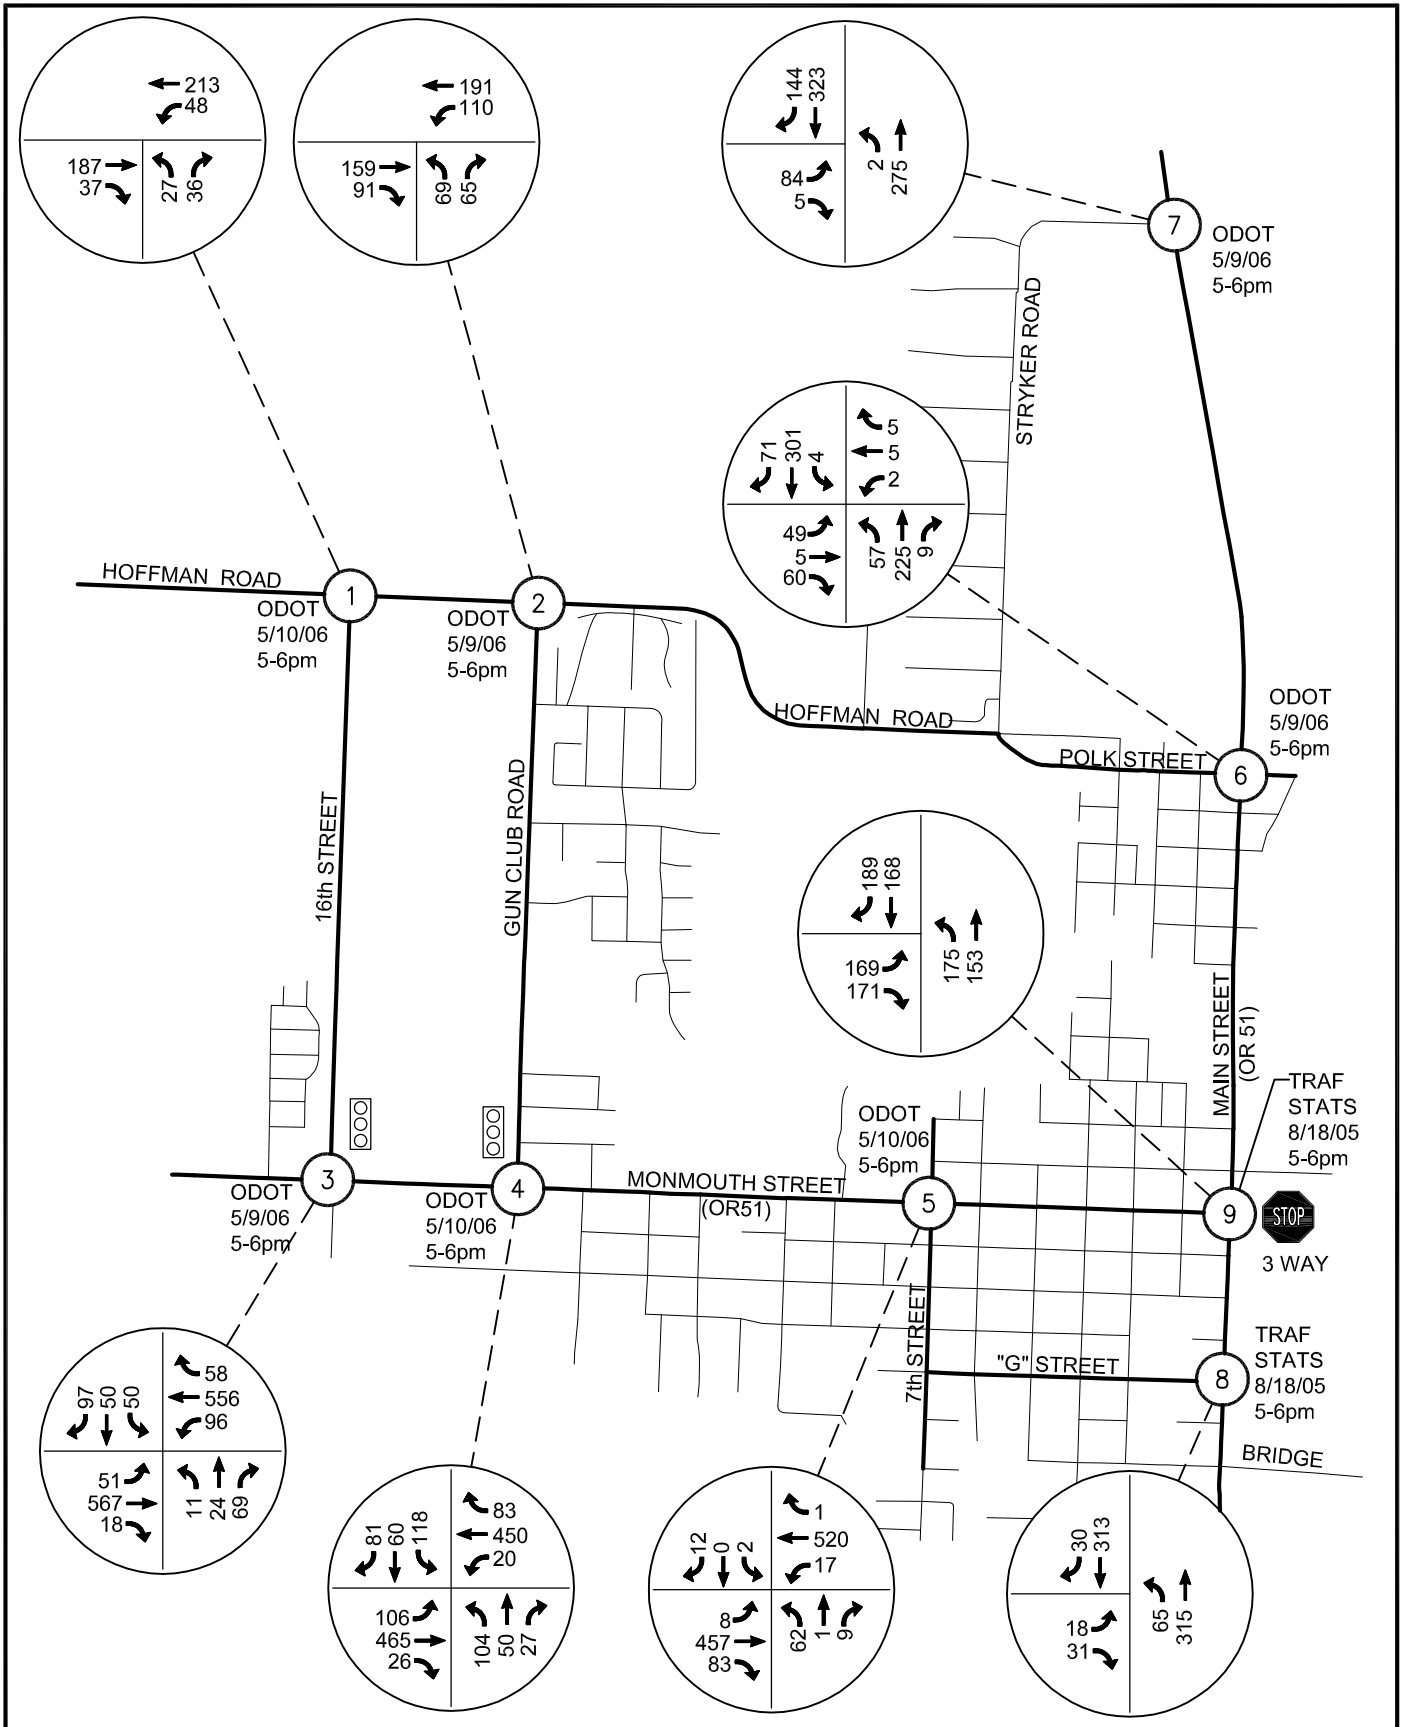 213
48
187
37
27
36
191
110
159
91
69
65
144
323
84
5
2
275
7
ODOT
5/9/06
5-6pm
STRYKER ROAD
71
301
4
5
5
2
49
5
60
57
225
9
HOFFMAN ROAD
1
ODOT
5/10/06
5-6pm
2
ODOT
5/9/06
5-6pm
HOFFMAN ROAD
POLK STREET
6
ODOT
5/9/06
5-6pm
16th STREET
GUN CLUB ROAD
189
168
169
171
175
153
MAIN STREET
(OR 51)
TRAF
STATS
8/18/05
5-6pm
ODOT
5/10/06
5-6pm
3
ODOT
5/9/06
5-6pm
4
ODOT
5/10/06
5-6pm
MONMOUTH STREET
(OR51)
5
9
STOP
3 WAY
7th STREET
"G" STREET
8
TRAF
STATS
8/18/05
5-6pm
BRIDGE
97
50
50
58
556
96
51
567
18
11
24
69
81
60
118
83
450
20
106
465
26
104
50
27
12
0
2
1
520
17
8
457
83
62
1
9
30
313
18
31
65
315